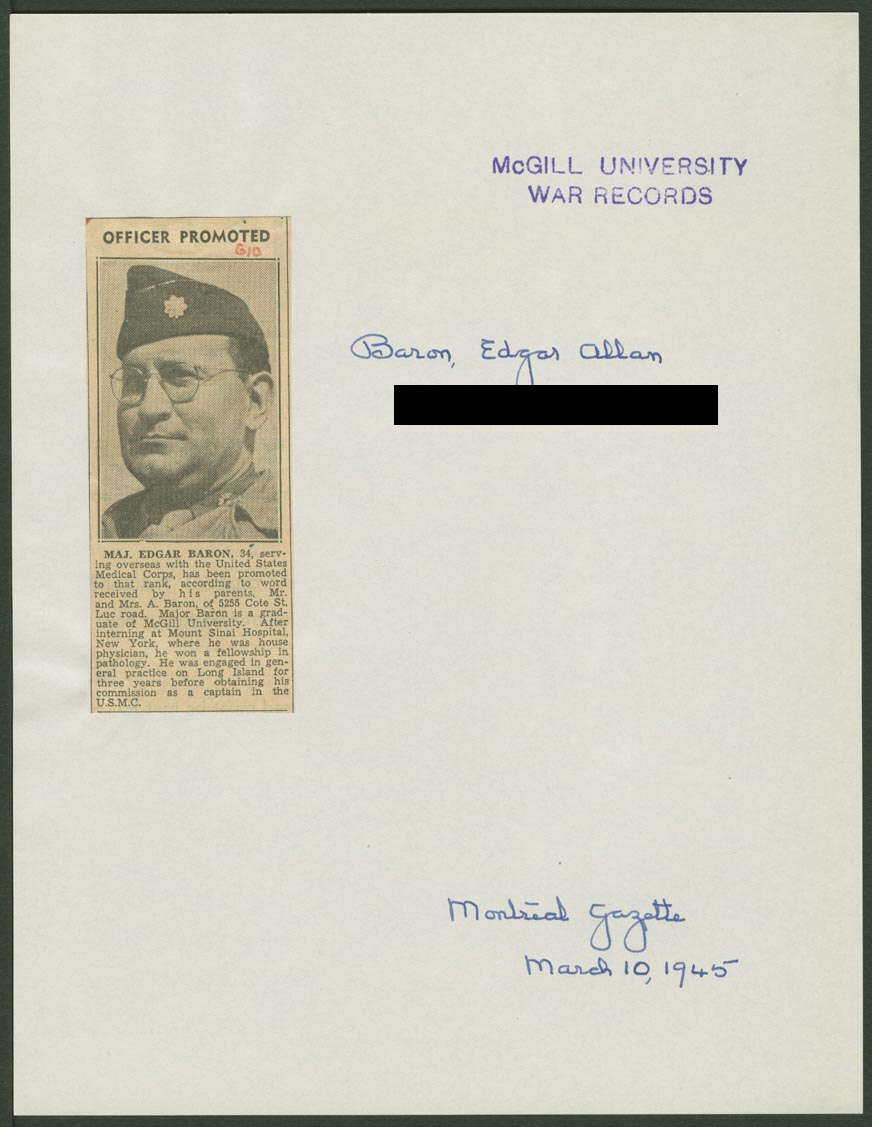 McGILL UNIVERSITY
WAR RECORDS
OFFICER PROMOTED
G10
Baron, Edgar Allan
MAJ. EDGAR BARON, 34, serv-
ing overseas with the United States
Medical Corps, has been promoted
to that rank, according to word
received by his parents, Mr.
and Mrs. A. Baron, of 5255 Cote St.
Luc road. Major Baron is a grad-
uate of McGill University. After
interning at Mount Sinai Hospital,
New York, where he was house
physician, he won a fellowship in
pathology. He was engaged in gen-
eral practice on Long Island for
three years before obtaining his
commission as a captain in the
U.S.M.C.
Montreal Gazette
March 10, 1945